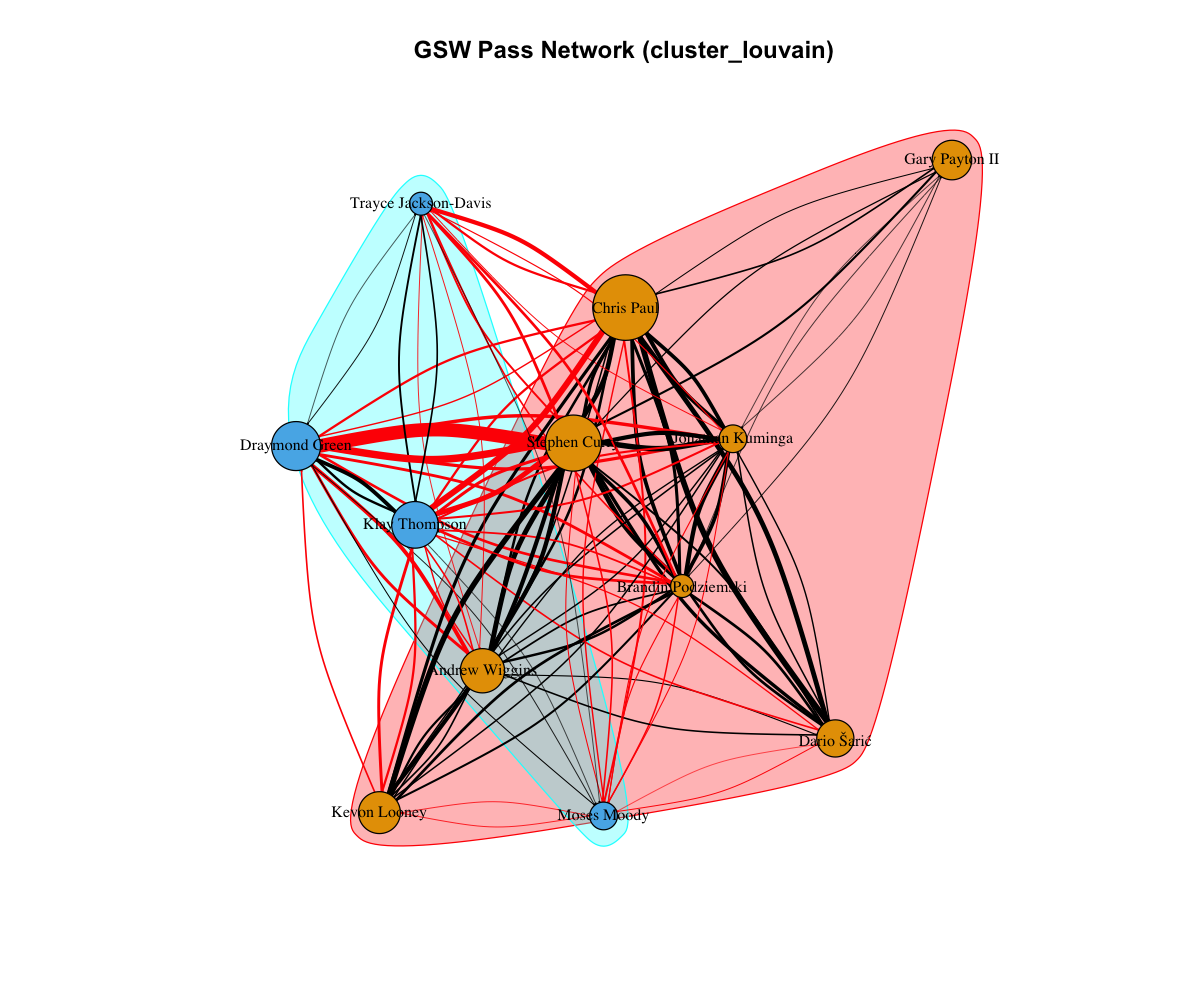 GSW Pass Network (cluster_louvain)
Gary Payton II
Trayce Jackson-Davis
Chris Paul
Stephen Curry
Jonathan Kuminga
Draymond Green
Klay Thompson
Brandin Podziemski
Andrew Wiggins
Dario Šarić
Kevon Looney
Moses Moody